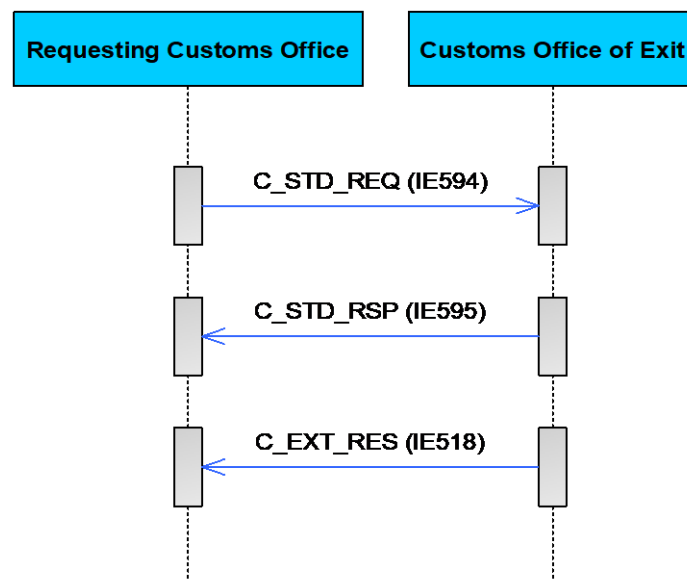 Requesting Customs Office
Customs Office of Exit
C_STD_REQ (IE594)
C_STD_RSP (IE595)
C_EXT_RES (IE518)